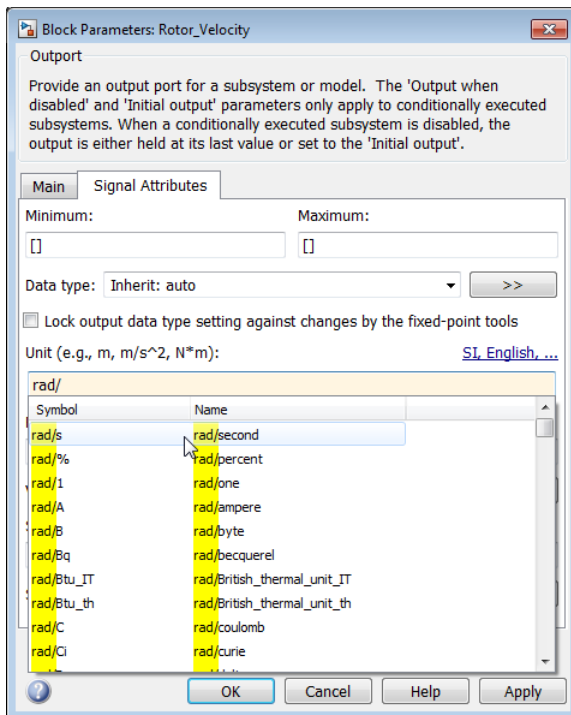 Block Parameters: Rotor_Velocity
Outport
Provide an output port for a subsystem or model.  The 'Output when
disabled' and 'Initial output' parameters only apply to conditionally executed
subsystems. When a conditionally executed subsystem is disabled, the
output is either held at its last value or set to the 'Initial output'.
Main Signal Attributes
Minimum: Maximum:
[] []
Data type: Inherit: auto >>
Lock output data type setting against changes by the fixed-point tools
Unit (e.g., m, m/s^2, N*m): SI, English, ...
rad/
Symbol Name
rad/s rad/second
rad/% rad/percent
rad/1 rad/one
rad/A rad/ampere
rad/B rad/byte
rad/Bq rad/becquerel
rad/Btu_IT rad/British_thermal_unit_IT
rad/Btu_th rad/British_thermal_unit_th
rad/C rad/coulomb
rad/Ci rad/curie
OK Cancel Help Apply